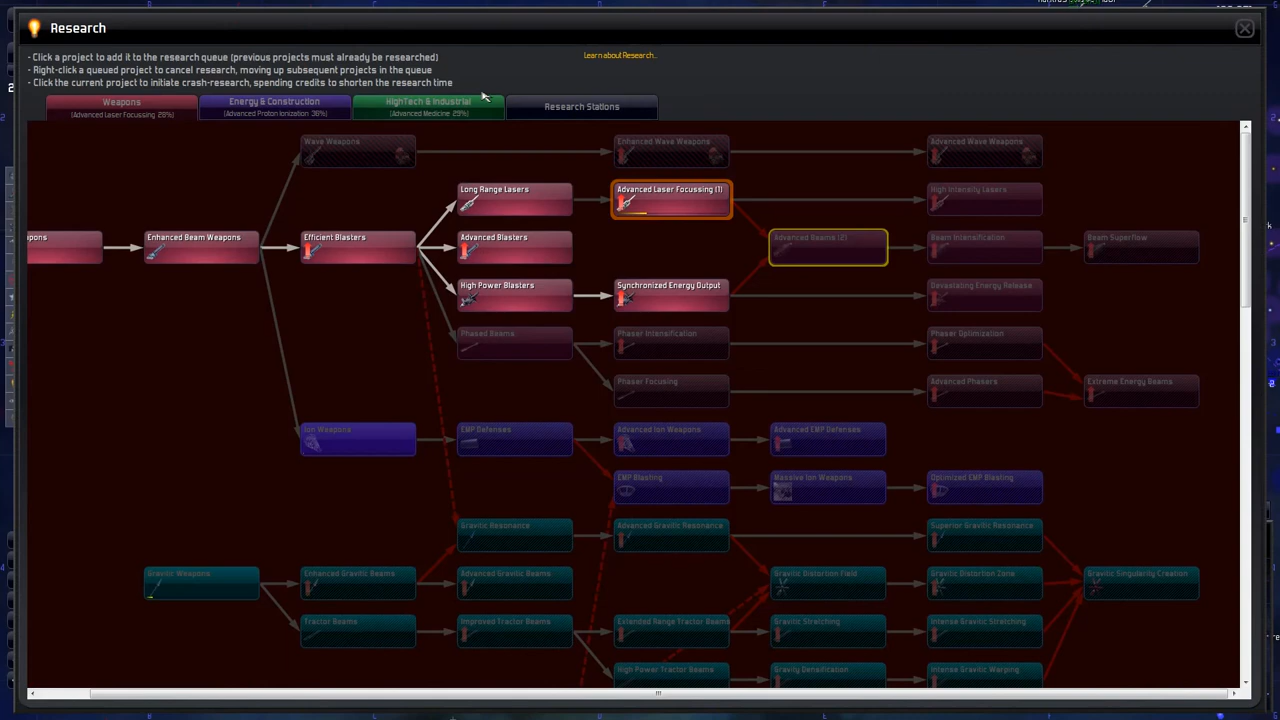 Research
- Click a project to add it to the research queue (previous projects must already be researched)
Learn about Research..
- Right-click a queued project to cancel research, moving up subsequent projects in the queue
- Click the current project to initiate crash-research, spending credits to shorten the research time
Weapons
(Advanced Laser Focussing 28%)
Energy & Construction
(Advanced Proton Ionization 36%)
HighTech & Industrial
(Advanced Medicine 29%)
Research Stations
Wave Weapons
Enhanced Wave Weapons
Advanced Wave Weapons
Long Range Lasers
Advanced Laser Focussing (1)
High Intensity Lasers
apons
Enhanced Beam Weapons
Efficient Blasters
Advanced Blasters
Advanced Beams (2)
Beam Intensification
Beam Superflow
High Power Blasters
Synchronized Energy Output
Devastating Energy Release
Phased Beams
Phaser Intensification
Phaser Optimization
Phaser Focusing
Advanced Phasers
Extreme Energy Beams
Ion Weapons
EMP Defenses
Advanced Ion Weapons
Advanced EMP Defenses
EMP Blasting
Massive Ion Weapons
Optimized EMP Blasting
Gravitic Resonance
Advanced Gravitic Resonance
Superior Gravitic Resonance
Gravitic Weapons
Enhanced Gravitic Beams
Advanced Gravitic Beams
Gravitic Distortion Field
Gravitic Distortion Zone
Gravitic Singularity Creation
Tractor Beams
Improved Tractor Beams
Extended Range Tractor Beams
Gravitic Stretching
Intense Gravitic Stretching
High Power Tractor Beams
Gravity Densification
Intense Gravitic Warping